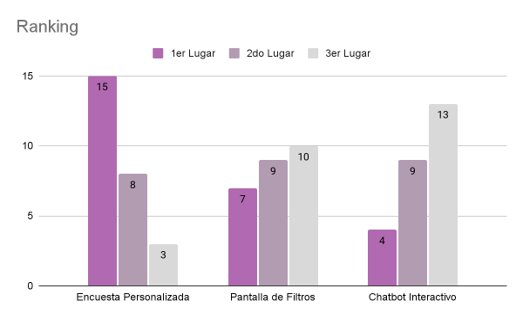 Ranking
1er Lugar 2do Lugar 3er Lugar
15
10
5
0
15 8 3
7 9 10
4 9 13
Encuesta Personalizada Pantalla de Filtros Chatbot Interactivo